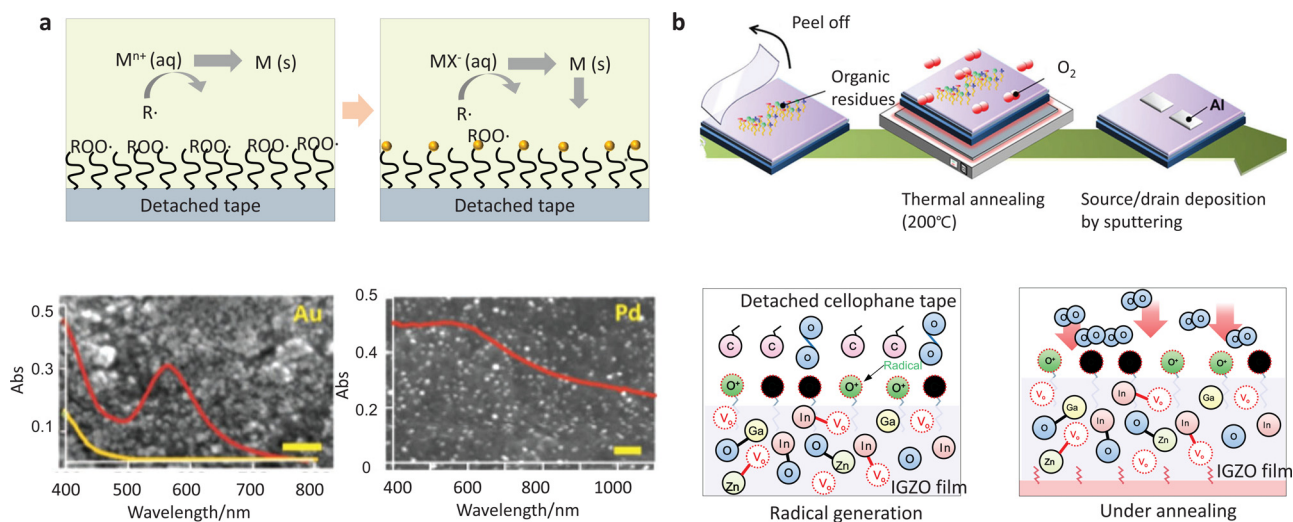 a
Mⁿ⁺ (aq)
M (s)
R·
ROO· ROO· ROO· ROO· ROO·
Detached tape
MX⁻ (aq)
M (s)
R·
ROO·
Detached tape
0.5
0.3
0.1
Abs
Au
400 500 600 700 800
Wavelength/nm
0.5
0.4
0.2
0
Abs
Pd
400 600 800 1000
Wavelength/nm
b
Peel off
Organic
residues
O₂
Al
Thermal annealing
(200℃)
Source/drain deposition
by sputtering
Detached cellophane tape
C C O O C C O O
Radical
O⁺ O⁺ O⁺
Vₒ In Vₒ Ga Vₒ
O Ga Vₒ In O In O
Zn O Zn Vₒ Vₒ
IGZO film
Radical generation
O O O O O O
O O O O
O⁺ O⁺ O⁺
Vₒ In Vₒ Ga Vₒ
O Ga Vₒ In O In O In
Zn O Zn Vₒ Vₒ
IGZO film
Under annealing